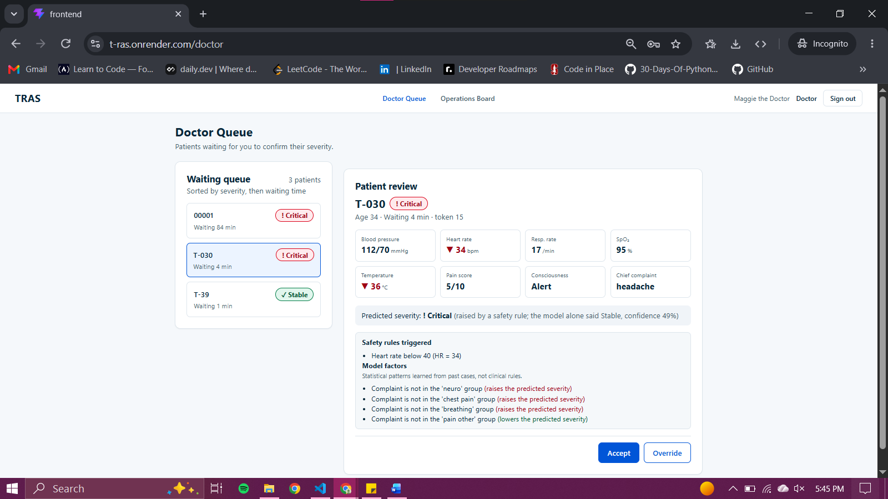 frontend
t-ras.onrender.com/doctor
Incognito
Gmail
Learn to Code — Fo...
daily.dev | Where d...
LeetCode - The Wor...
| LinkedIn
Developer Roadmaps
Code in Place
30-Days-Of-Python...
GitHub
TRAS
Doctor Queue
Operations Board
Maggie the Doctor
Doctor
Sign out
Doctor Queue
Patients waiting for you to confirm their severity.
Waiting queue
3 patients
Sorted by severity, then waiting time
00001
! Critical
Waiting 84 min
T-030
! Critical
Waiting 4 min
T-39
✓ Stable
Waiting 1 min
Patient review
T-030 ! Critical
Age 34 · Waiting 4 min · token 15
Blood pressure
112/70 mmHg
Heart rate
▼ 34 bpm
Resp. rate
17 /min
SpO₂
95 %
Temperature
▼ 36 °C
Pain score
5/10
Consciousness
Alert
Chief complaint
headache
Predicted severity: ! Critical (raised by a safety rule; the model alone said Stable, confidence 49%)
Safety rules triggered
• Heart rate below 40 (HR = 34)
Model factors
Statistical patterns learned from past cases, not clinical rules.
• Complaint is not in the 'neuro' group (raises the predicted severity)
• Complaint is not in the 'chest pain' group (raises the predicted severity)
• Complaint is not in the 'breathing' group (raises the predicted severity)
• Complaint is not in the 'pain other' group (lowers the predicted severity)
Accept
Override
Search
5:45 PM